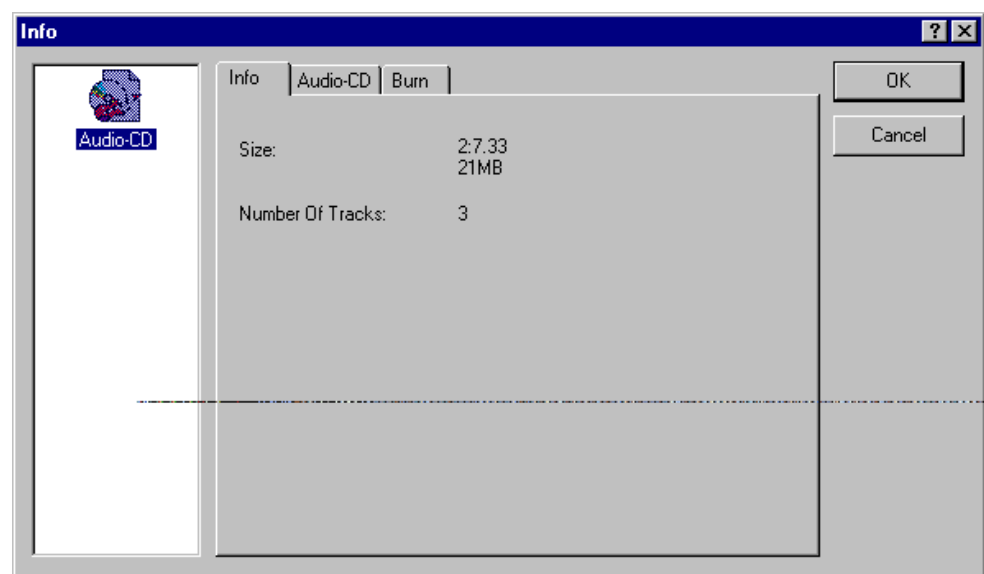 Info
Audio-CD
Info Audio-CD Burn
Size: 2:7.33
21MB
Number Of Tracks: 3
OK
Cancel